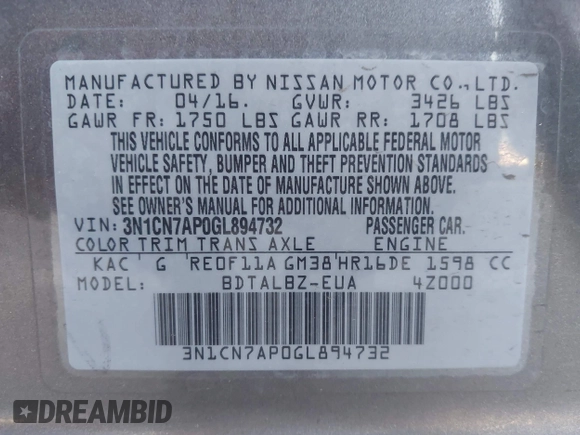 MANUFACTURED BY NISSAN MOTOR CO.,LTD.
DATE: 04/16. GVWR: 3426 LBS
GAWR FR: 1750 LBS GAWR RR: 1708 LBS
THIS VEHICLE CONFORMS TO ALL APPLICABLE FEDERAL MOTOR
VEHICLE SAFETY, BUMPER AND THEFT PREVENTION STANDARDS
IN EFFECT ON THE DATE OF MANUFACTURE SHOWN ABOVE.
SEE OWNER'S MANUAL FOR ADDITIONAL INFORMATION.
VIN: 3N1CN7AP0GL894732 PASSENGER CAR
COLOR TRIM TRANS AXLE ENGINE
KAC G RE0F11A GM38 HR16DE 1598 CC
MODEL: BDTALBZ-EUA 4Z000
3N1CN7AP0GL894732
DREAMBID